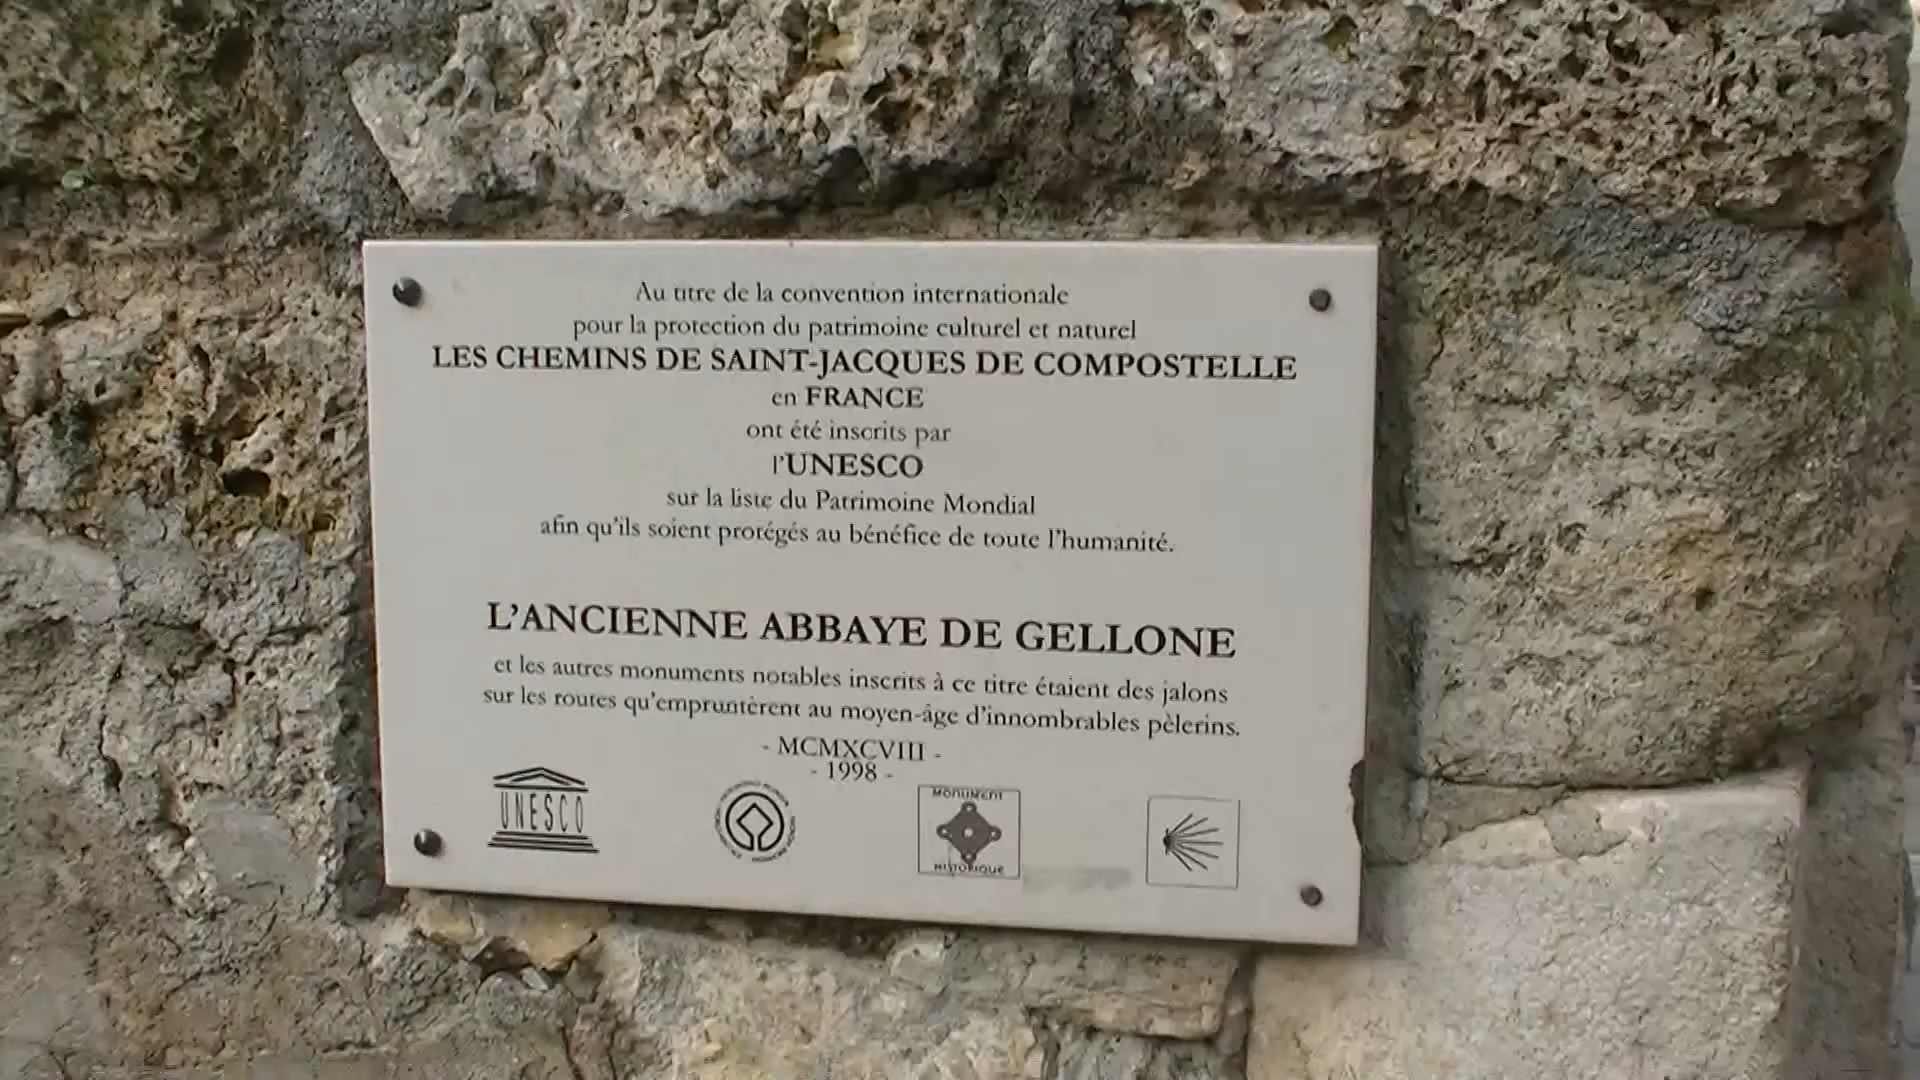 Au titre de la convention internationale
pour la protection du patrimoine culturel et naturel
LES CHEMINS DE SAINT-JACQUES DE COMPOSTELLE
en FRANCE
ont été inscrits par
l'UNESCO
sur la liste du Patrimoine Mondial
afin qu'ils soient protégés au bénéfice de toute l'humanité.
L'ANCIENNE ABBAYE DE GELLONE
et les autres monuments notables inscrits à ce titre étaient des jalons
sur les routes qu'empruntèrent au moyen-âge d'innombrables pèlerins.
- MCMXCVIII -
- 1998 -
UNESCO
MONUMENT
HISTORIQUE